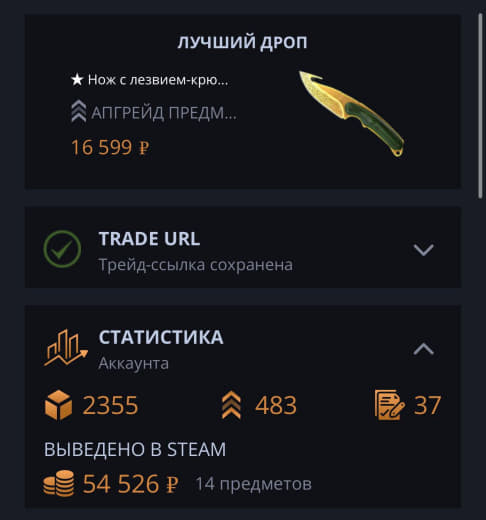 ЛУЧШИЙ ДРОП
★ Нож с лезвием-крю...
АПГРЕЙД ПРЕДМ...
16 599 ₽
TRADE URL
Трейд-ссылка сохранена
СТАТИСТИКА
Аккаунта
2355 483 37
ВЫВЕДЕНО В STEAM
54 526 ₽ 14 предметов